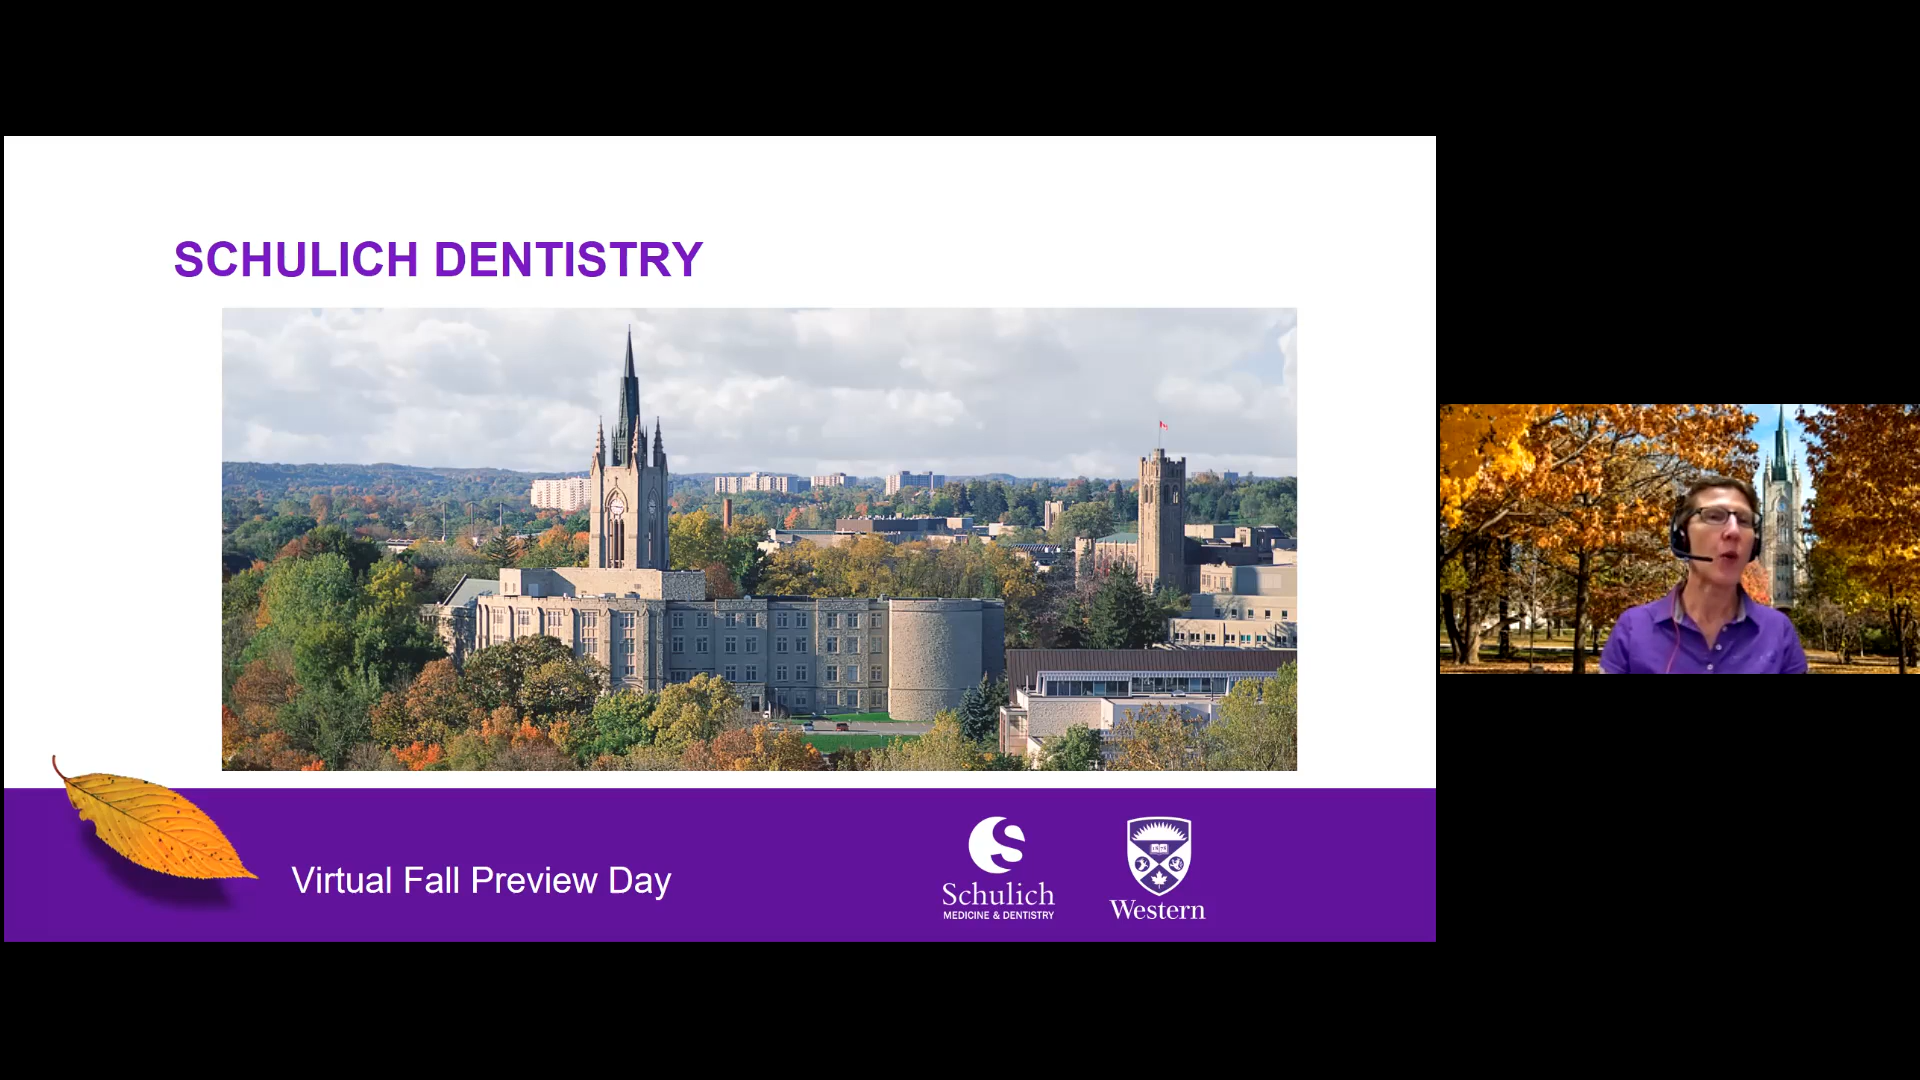 SCHULICH DENTISTRY
Virtual Fall Preview Day
Schulich
MEDICINE & DENTISTRY
Western